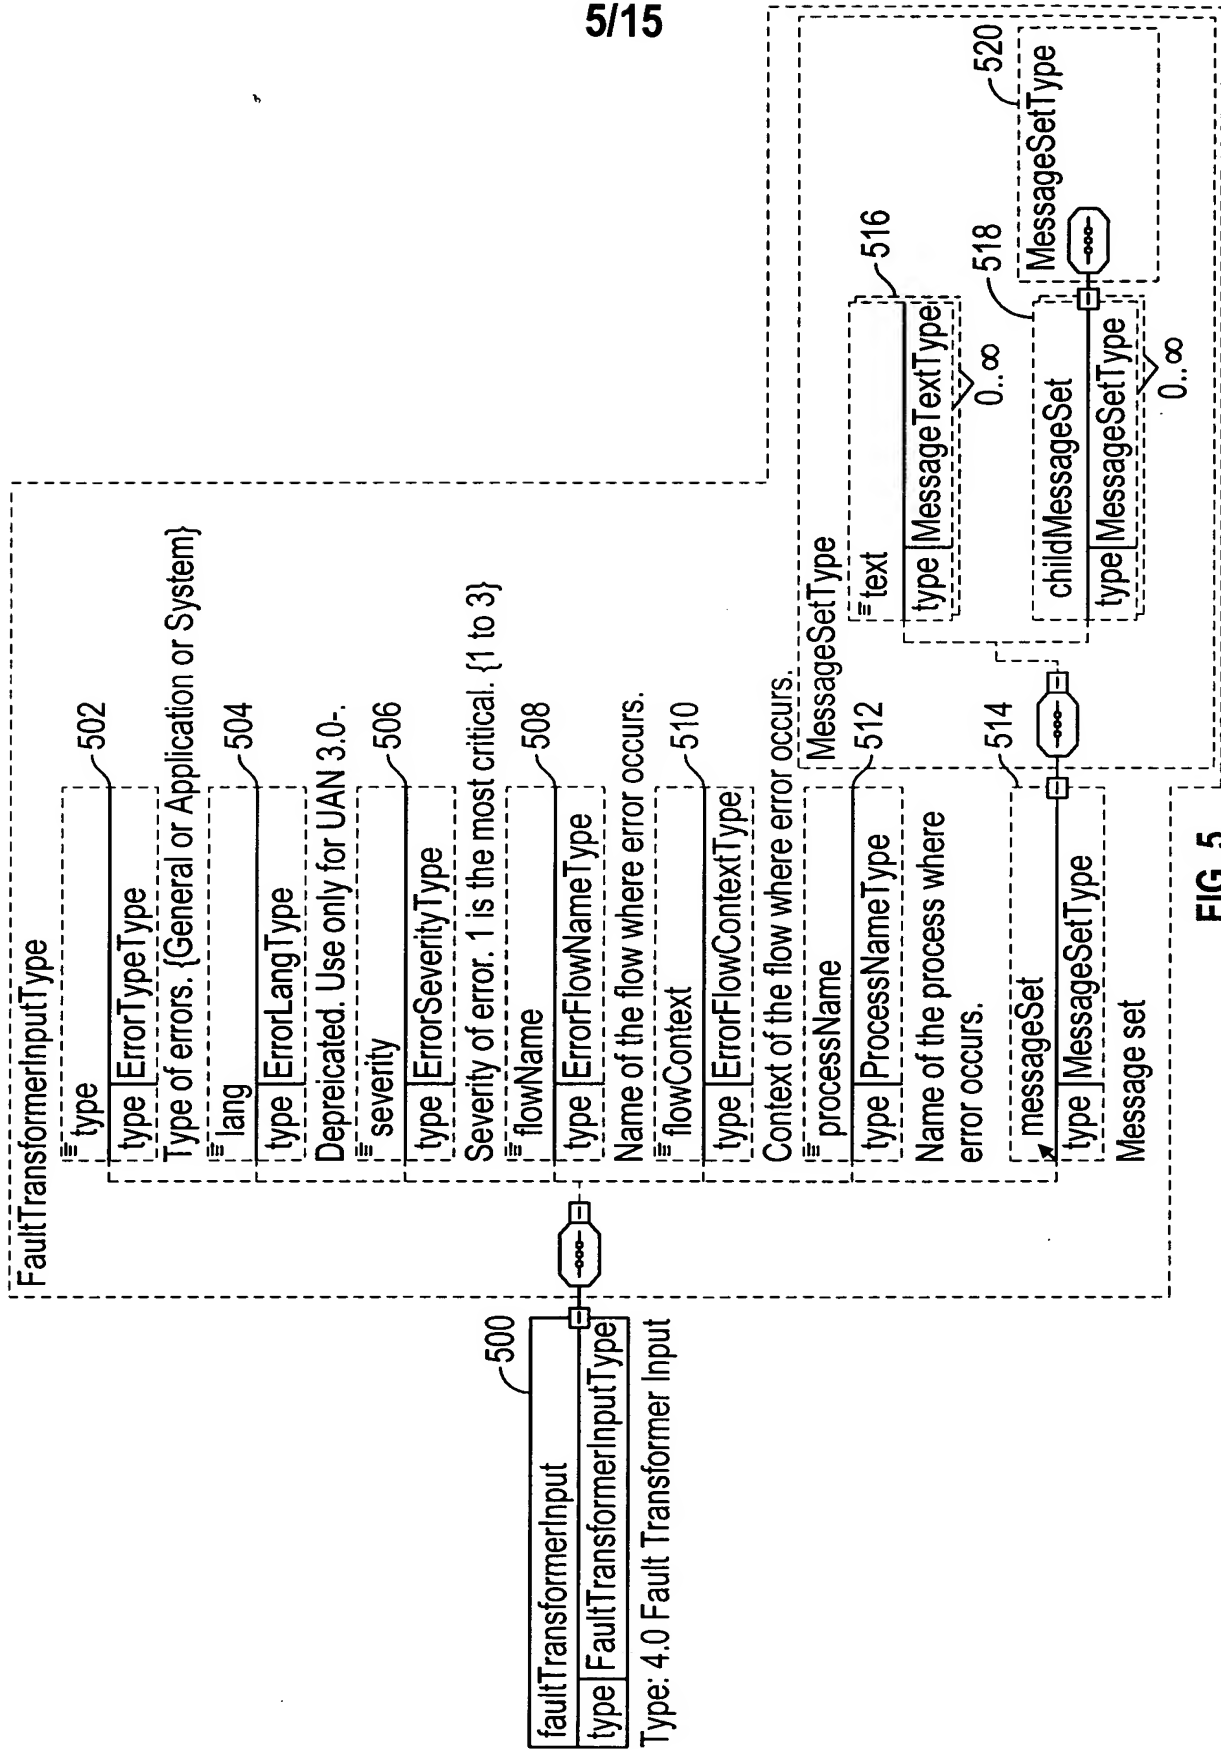 5/15
faultTransformerInput
type FaultTransformerInputType
Type: 4.0 Fault Transformer Input
500
FaultTransformerInputType
type
type ErrorTypeType
Type of errors. {General or Application or System}
502
lang
type ErrorLangType
Depreicated. Use only for UAN 3.0-.
504
severity
type ErrorSeverityType
Severity of error. 1 is the most critical. {1 to 3}
506
flowName
type ErrorFlowNameType
Name of the flow where error occurs.
508
flowContext
type ErrorFlowContextType
Context of the flow where error occurs.
510
processName
type ProcessNameType
Name of the process where
error occurs.
512
messageSet
type MessageSetType
Message set
514
MessageSetType
text
type MessageTextType
0..∞
516
childMessageSet
type MessageSetType
0..∞
518
MessageSetType
520
FIG. 5